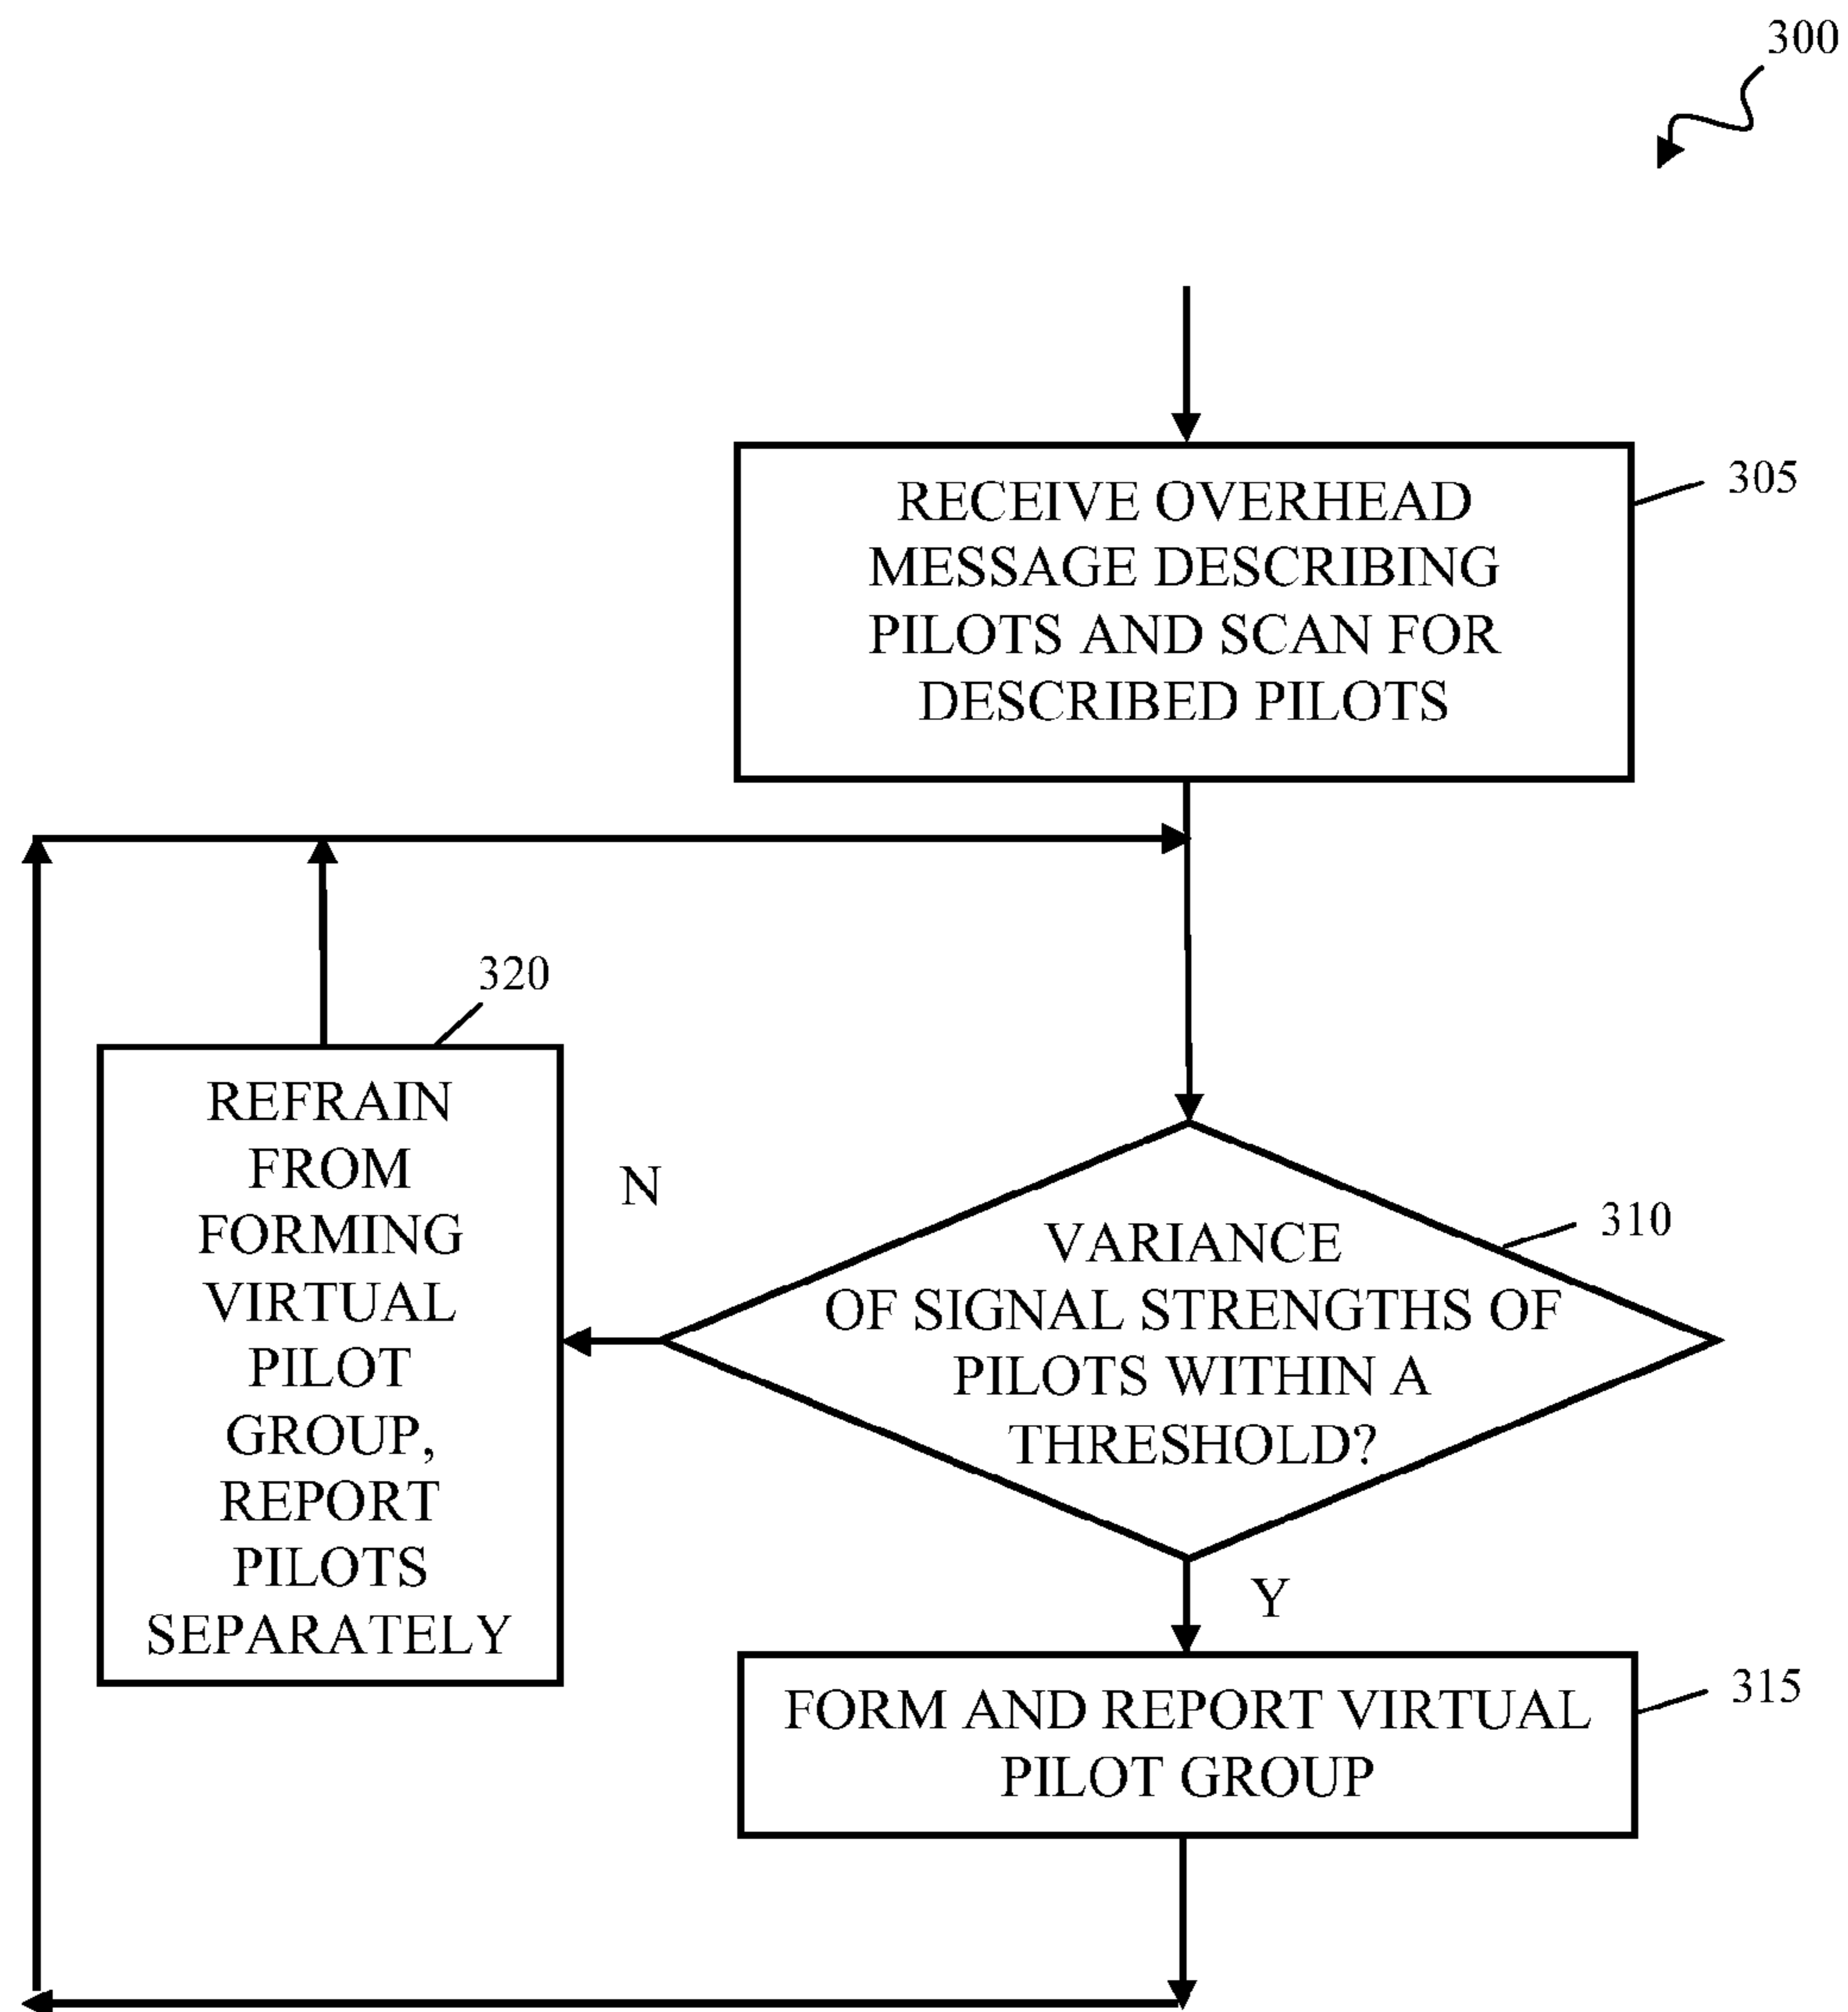 300
RECEIVE OVERHEAD
MESSAGE DESCRIBING
PILOTS AND SCAN FOR
DESCRIBED PILOTS
305
320
REFRAIN
FROM
FORMING
VIRTUAL
PILOT
GROUP,
REPORT
PILOTS
SEPARATELY
N
VARIANCE
OF SIGNAL STRENGTHS OF
PILOTS WITHIN A
THRESHOLD?
310
Y
FORM AND REPORT VIRTUAL
PILOT GROUP
315